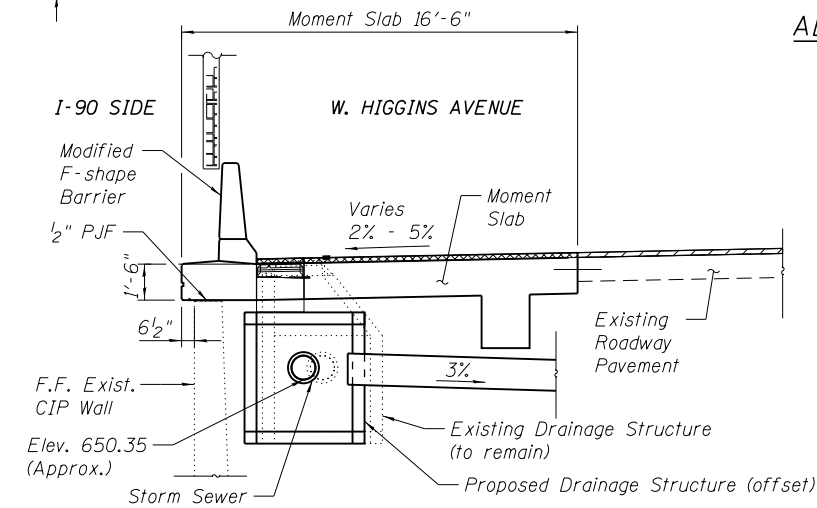 Moment Slab 16'-6"
AL
I-90 SIDE
W. HIGGINS AVENUE
Modified
F-shape
Barrier
Varies
2% - 5%
Moment
Slab
1/2" PJF
1'-6"
6 1/2"
Existing
Roadway
Pavement
3%
F.F. Exist.
CIP Wall
Existing Drainage Structure
(to remain)
Elev. 650.35
(Approx.)
Proposed Drainage Structure (offset)
Storm Sewer